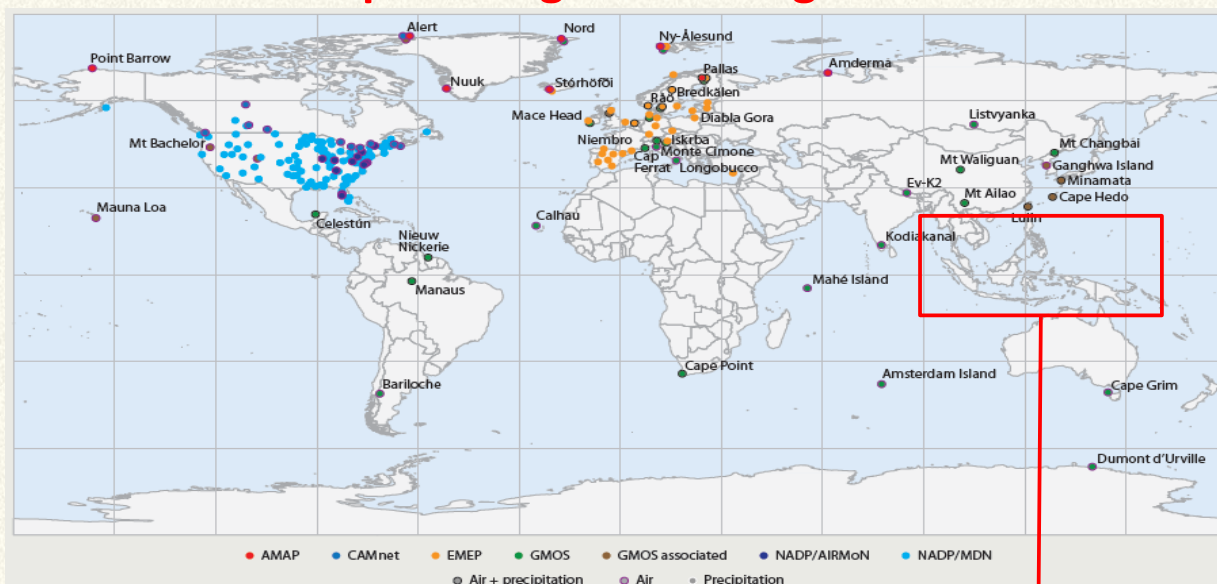 Alert
Nord
Ny-Ålesund
Point Barrow
Amderma
Pallas
Nuuk
Stórhöfði
Bredkälen
Råö
Mace Head
Diabla Gora
Listvyanka
Mt Bachelor
Niembro
Iskrba
Mt Changbai
Cap
Ferrat
Monte Cimone
Longobucco
Mt Waliguan
Ganghwa Island
Ev-K2
Minamata
Mt Ailao
Cape Hedo
Mauna Loa
Calhau
Lulin
Celestún
Nieuw
Nickerie
Kodiakanal
Manaus
Mahé Island
Cape Point
Bariloche
Amsterdam Island
Cape Grim
Dumont d'Urville
AMAP CAMnet EMEP GMOS GMOS associated NADP/AIRMoN NADP/MDN
Air + precipitation Air Precipitation